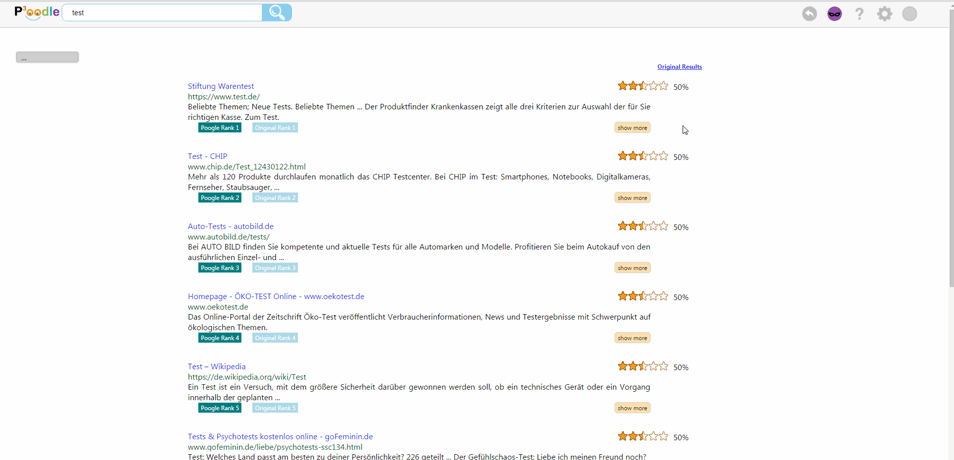 P³oodle
test
?
...
Original Results
Stiftung Warentest
50%
https://www.test.de/
Beliebte Themen; Neue Tests. Beliebte Themen ... Der Produktfinder Krankenkassen zeigt alle drei Kriterien zur Auswahl der für Sie
richtigen Kasse. Zum Test.
Poogle Rank 1 Original Rank 1 show more
Test - CHIP
50%
www.chip.de/Test_12430122.html
Mehr als 120 Produkte durchlaufen monatlich das CHIP Testcenter. Bei CHIP im Test: Smartphones, Notebooks, Digitalkameras,
Fernseher, Staubsauger, ...
Poogle Rank 2 Original Rank 2 show more
Auto-Tests - autobild.de
50%
www.autobild.de/tests/
Bei AUTO BILD finden Sie kompetente und aktuelle Tests für alle Automarken und Modelle. Profitieren Sie beim Autokauf von den
ausführlichen Einzel- und ...
Poogle Rank 3 Original Rank 3 show more
Homepage - ÖKO-TEST Online - www.oekotest.de
50%
www.oekotest.de
Das Online-Portal der Zeitschrift Öko-Test veröffentlicht Verbraucherinformationen, News und Testergebnisse mit Schwerpunkt auf
ökologischen Themen.
Poogle Rank 4 Original Rank 4 show more
Test – Wikipedia
50%
https://de.wikipedia.org/wiki/Test
Ein Test ist ein Versuch, mit dem größere Sicherheit darüber gewonnen werden soll, ob ein technisches Gerät oder ein Vorgang
innerhalb der geplanten ...
Poogle Rank 5 Original Rank 5 show more
Tests & Psychotests kostenlos online - goFeminin.de
50%
www.gofeminin.de/liebe/psychotests-ssc134.html
Test: Welches Land passt am besten zu deiner Persönlichkeit? 226 geteilt ... Der Gefühlschaos-Test: Liebe ich meinen Freund noch?